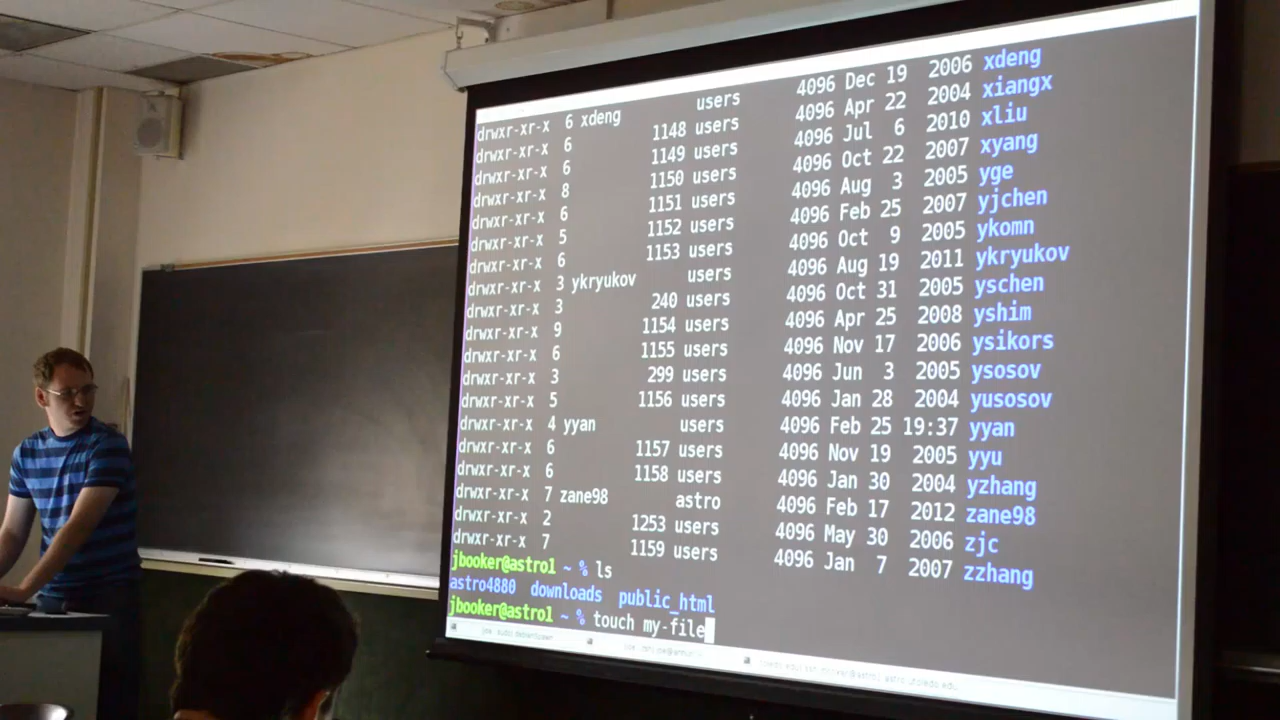 drwxr-xr-x 6 xdeng users 4096 Dec 19 2006 xdeng
drwxr-xr-x 6 1148 users 4096 Apr 22 2004 xiangx
drwxr-xr-x 6 1149 users 4096 Jul 6 2010 xliu
drwxr-xr-x 8 1150 users 4096 Oct 22 2007 xyang
drwxr-xr-x 6 1151 users 4096 Aug 3 2005 yge
drwxr-xr-x 5 1152 users 4096 Feb 25 2007 yjchen
drwxr-xr-x 6 1153 users 4096 Oct 9 2005 ykomn
drwxr-xr-x 3 ykryukov users 4096 Aug 19 2011 ykryukov
drwxr-xr-x 3 240 users 4096 Oct 31 2005 yschen
drwxr-xr-x 9 1154 users 4096 Apr 25 2008 yshim
drwxr-xr-x 6 1155 users 4096 Nov 17 2006 ysikors
drwxr-xr-x 3 299 users 4096 Jun 3 2005 ysosov
drwxr-xr-x 5 1156 users 4096 Jan 28 2004 yusosov
drwxr-xr-x 4 yyan users 4096 Feb 25 19:37 yyan
drwxr-xr-x 6 1157 users 4096 Nov 19 2005 yyu
drwxr-xr-x 6 1158 users 4096 Jan 30 2004 yzhang
drwxr-xr-x 7 zane98 astro 4096 Feb 17 2012 zane98
drwxr-xr-x 2 1253 users 4096 May 30 2006 zjc
drwxr-xr-x 7 1159 users 4096 Jan 7 2007 zzhang
jbooker@astro1 ~ % ls
astro4880 downloads public_html
jbooker@astro1 ~ % touch my-file